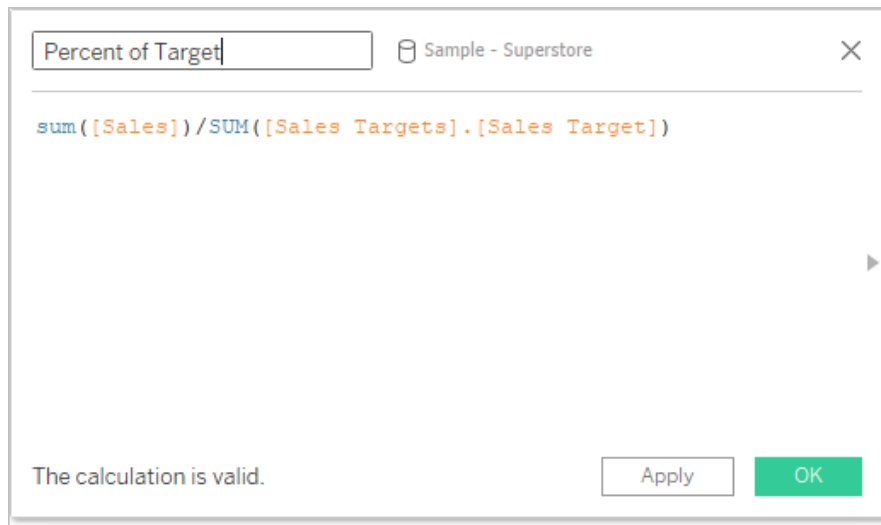 Percent of Target Sample - Superstore
sum([Sales])/SUM([Sales Targets].[Sales Target])
The calculation is valid. Apply OK